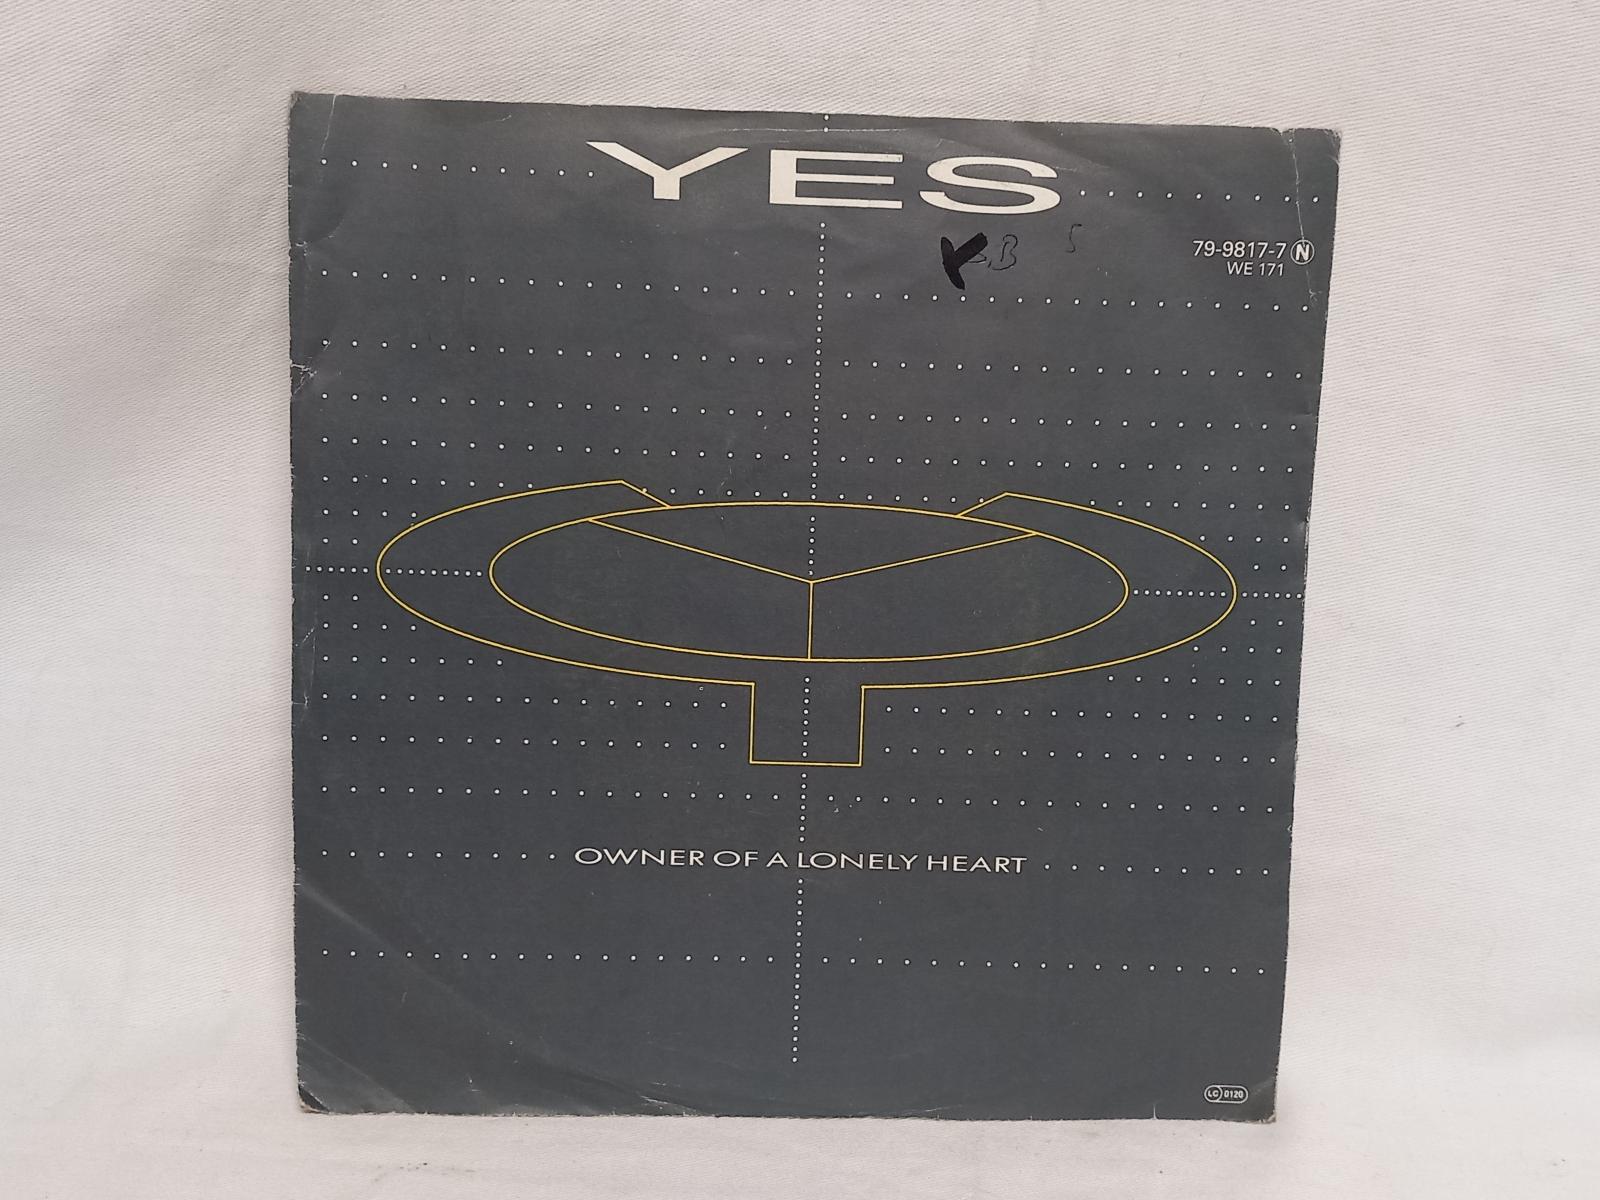 YES
79-9817-7 N
WE 171
OWNER OF A LONELY HEART
LC 0120